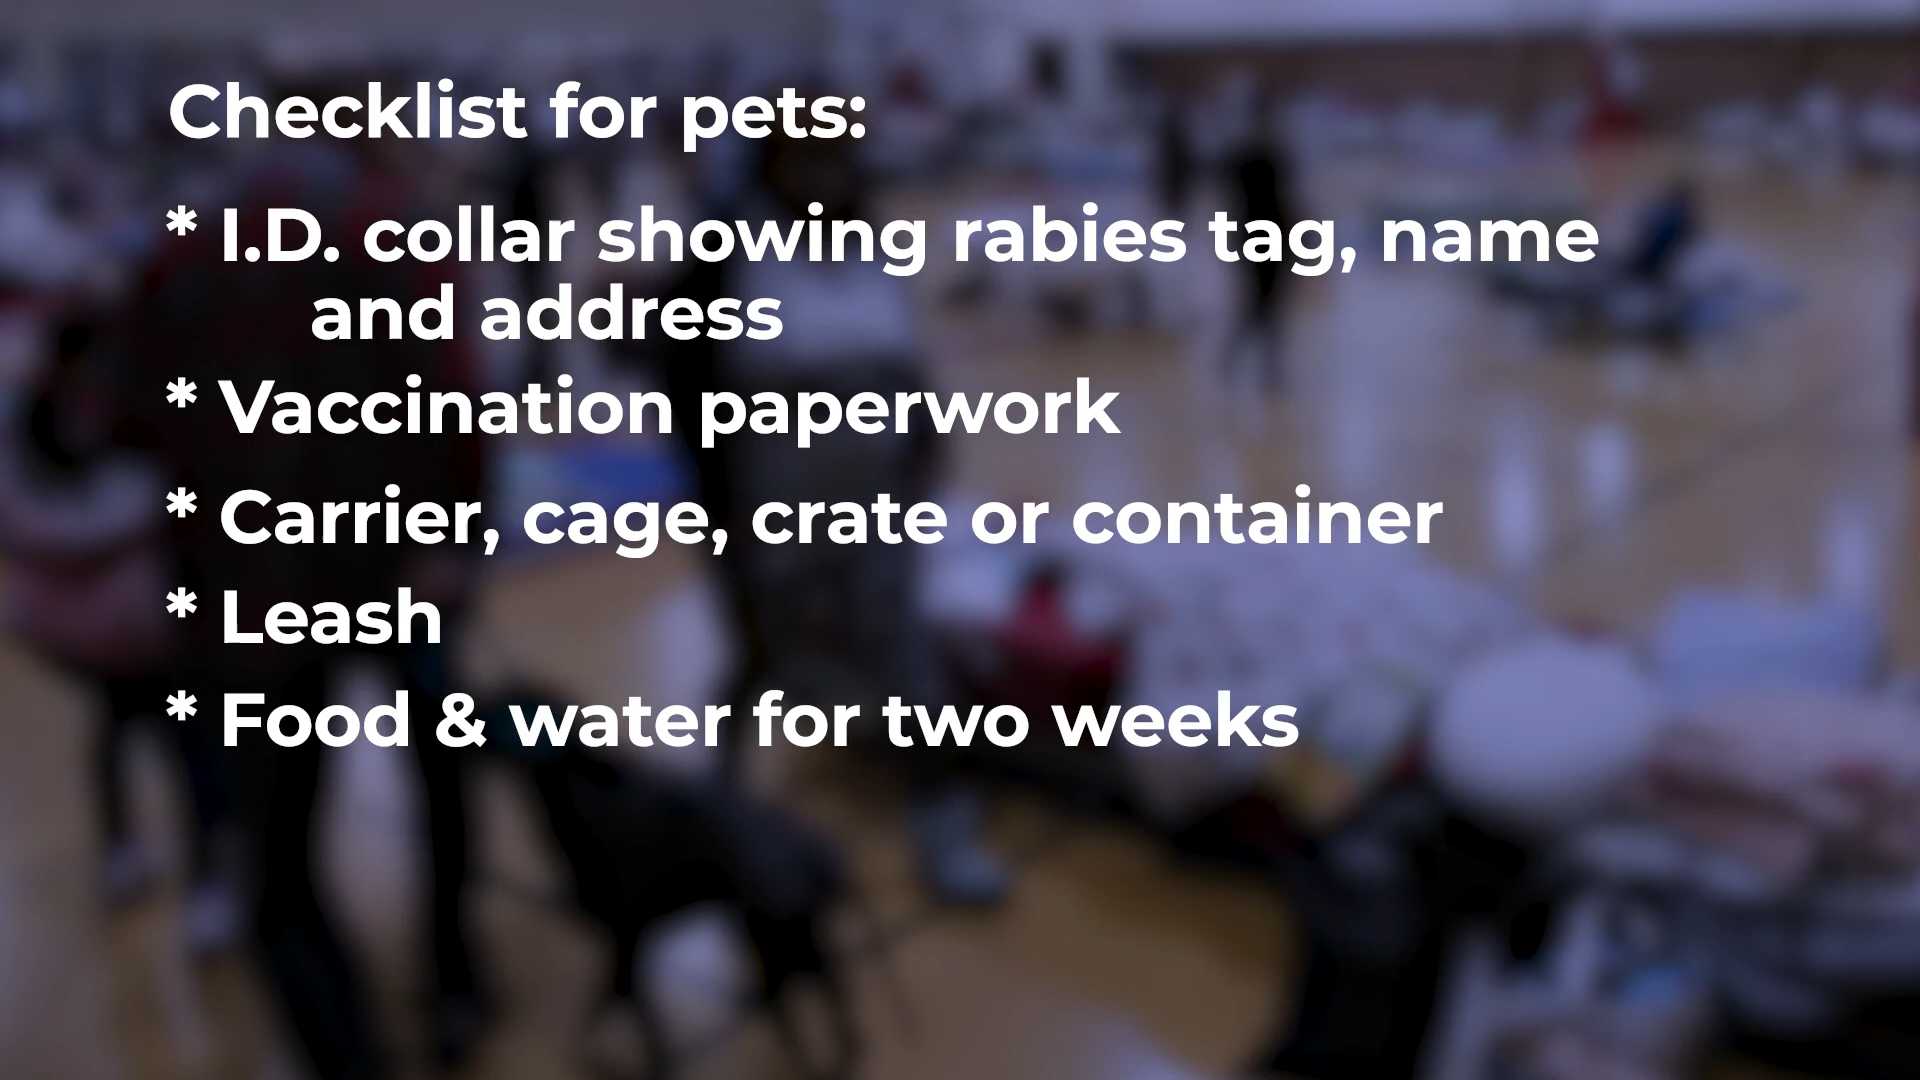 Checklist for pets:
* I.D. collar showing rabies tag, name
and address
* Vaccination paperwork
* Carrier, cage, crate or container
* Leash
* Food & water for two weeks